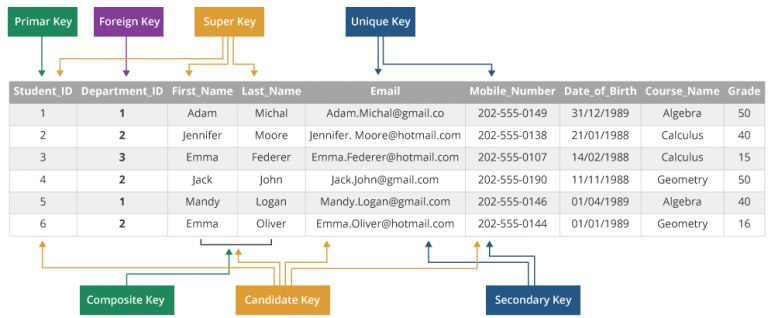 Primar Key Foreign Key Super Key Unique Key
Student_ID Department_ID First_Name Last_Name Email Mobile_Number Date_of_Birth Course_Name Grade
1 1 Adam Michal Adam.Michal@gmail.co 202-555-0149 31/12/1989 Algebra 50
2 2 Jennifer Moore Jennifer. Moore@hotmail.com 202-555-0138 21/01/1988 Calculus 40
3 3 Emma Federer Emma.Federer@hotmail.com 202-555-0107 14/02/1988 Calculus 15
4 2 Jack John Jack.John@gmail.com 202-555-0190 11/11/1988 Geometry 50
5 1 Mandy Logan Mandy.Logan@gmail.com 202-555-0146 01/04/1989 Algebra 40
6 2 Emma Oliver Emma.Oliver@hotmail.com 202-555-0144 01/01/1989 Geometry 16
Composite Key Candidate Key Secondary Key